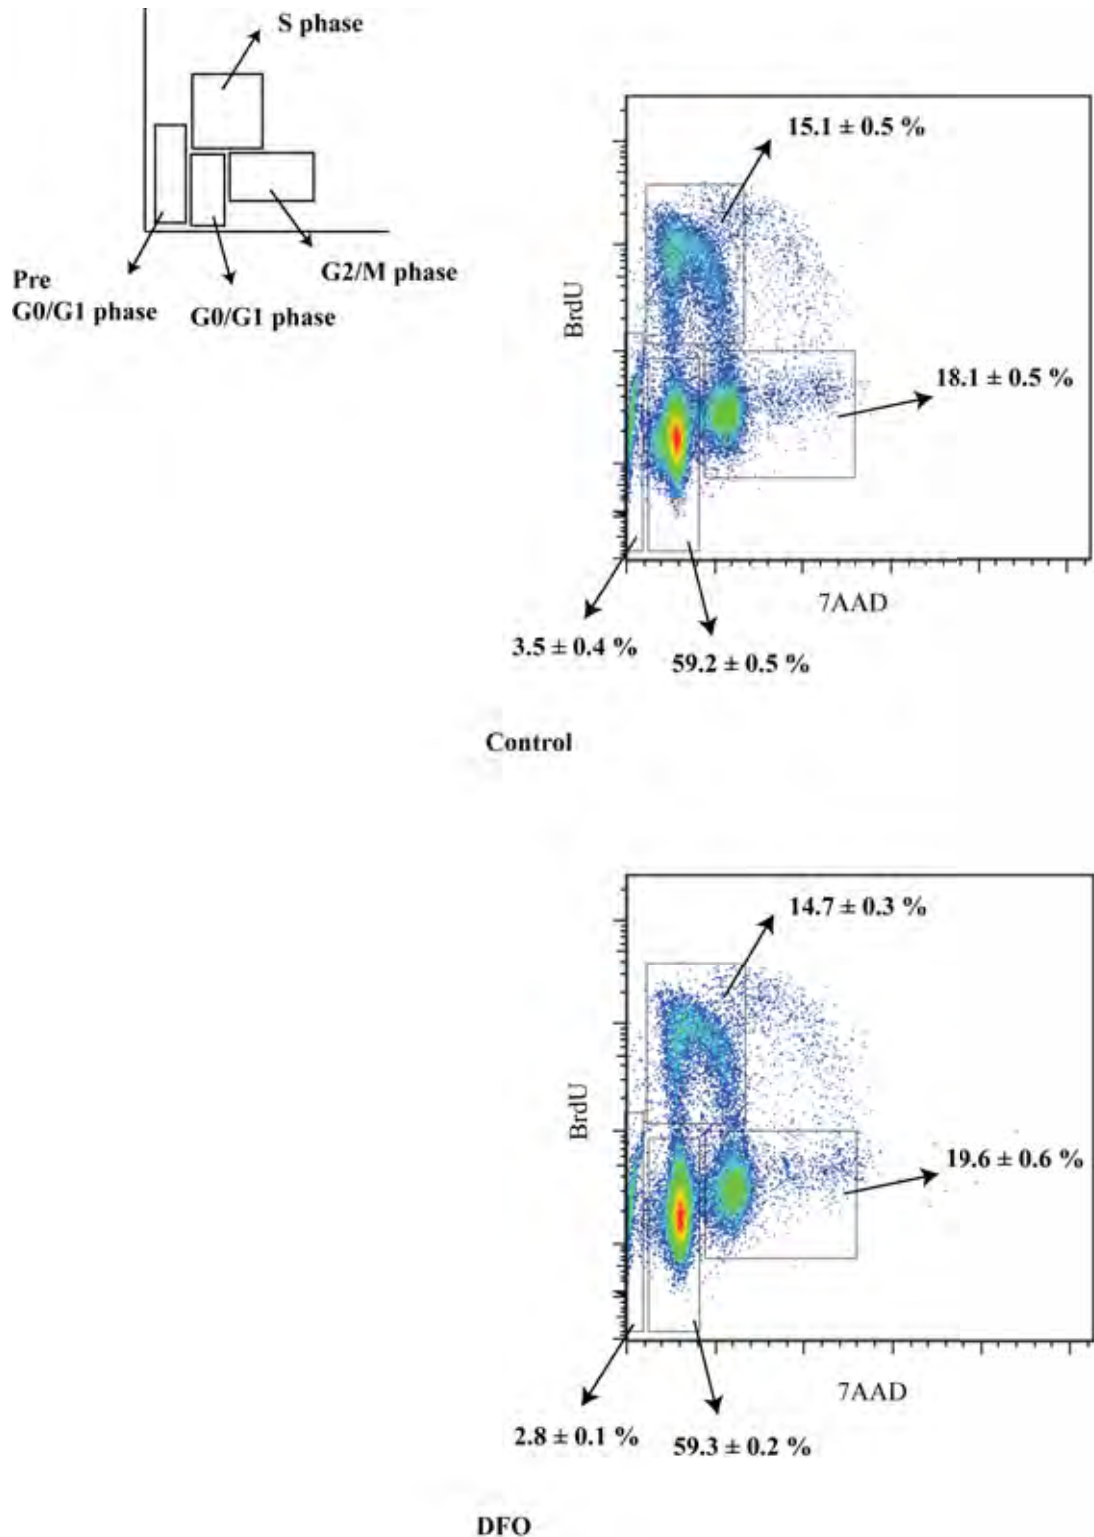 S phase
Pre
G0/G1 phase
G0/G1 phase
G2/M phase
15.1 ± 0.5 %
BrdU
18.1 ± 0.5 %
7AAD
3.5 ± 0.4 %
59.2 ± 0.5 %
Control
14.7 ± 0.3 %
BrdU
19.6 ± 0.6 %
7AAD
2.8 ± 0.1 %
59.3 ± 0.2 %
DFO